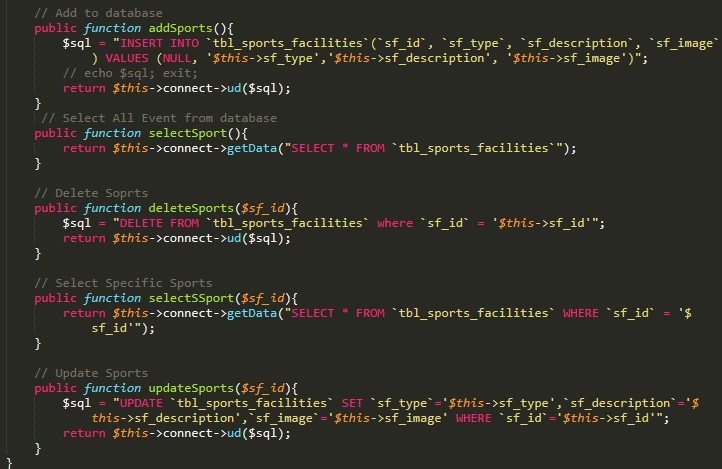 // Add to database
public function addSports(){
$sql = "INSERT INTO `tbl_sports_facilities`(`sf_id`, `sf_type`, `sf_description`, `sf_image`
) VALUES (NULL, '$this->sf_type','$this->sf_description', '$this->sf_image')";
// echo $sql; exit;
return $this->connect->ud($sql);
}
// Select All Event from database
public function selectSport(){
return $this->connect->getData("SELECT * FROM `tbl_sports_facilities`");
}
// Delete Soprts
public function deleteSports($sf_id){
$sql = "DELETE FROM `tbl_sports_facilities` where `sf_id` = '$this->sf_id'";
return $this->connect->ud($sql);
}
// Select Specific Sports
public function selectSSport($sf_id){
return $this->connect->getData("SELECT * FROM `tbl_sports_facilities` WHERE `sf_id` = '$
sf_id'");
}
// Update Sports
public function updateSports($sf_id){
$sql = "UPDATE `tbl_sports_facilities` SET `sf_type`='$this->sf_type',`sf_description`='$
this->sf_description',`sf_image`='$this->sf_image' WHERE `sf_id`='$this->sf_id'";
return $this->connect->ud($sql);
}
}